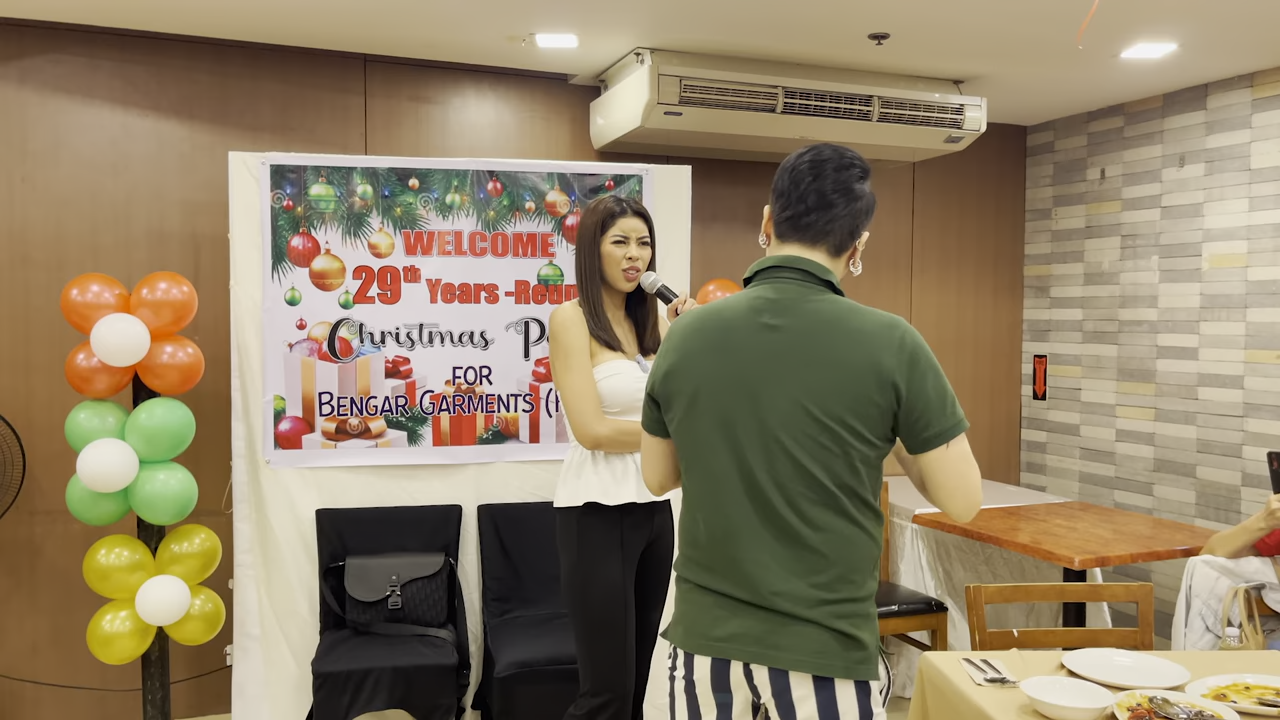 WELCOME
29th Years -Reun
Christmas P
FOR
BENGAR GARMENTS (